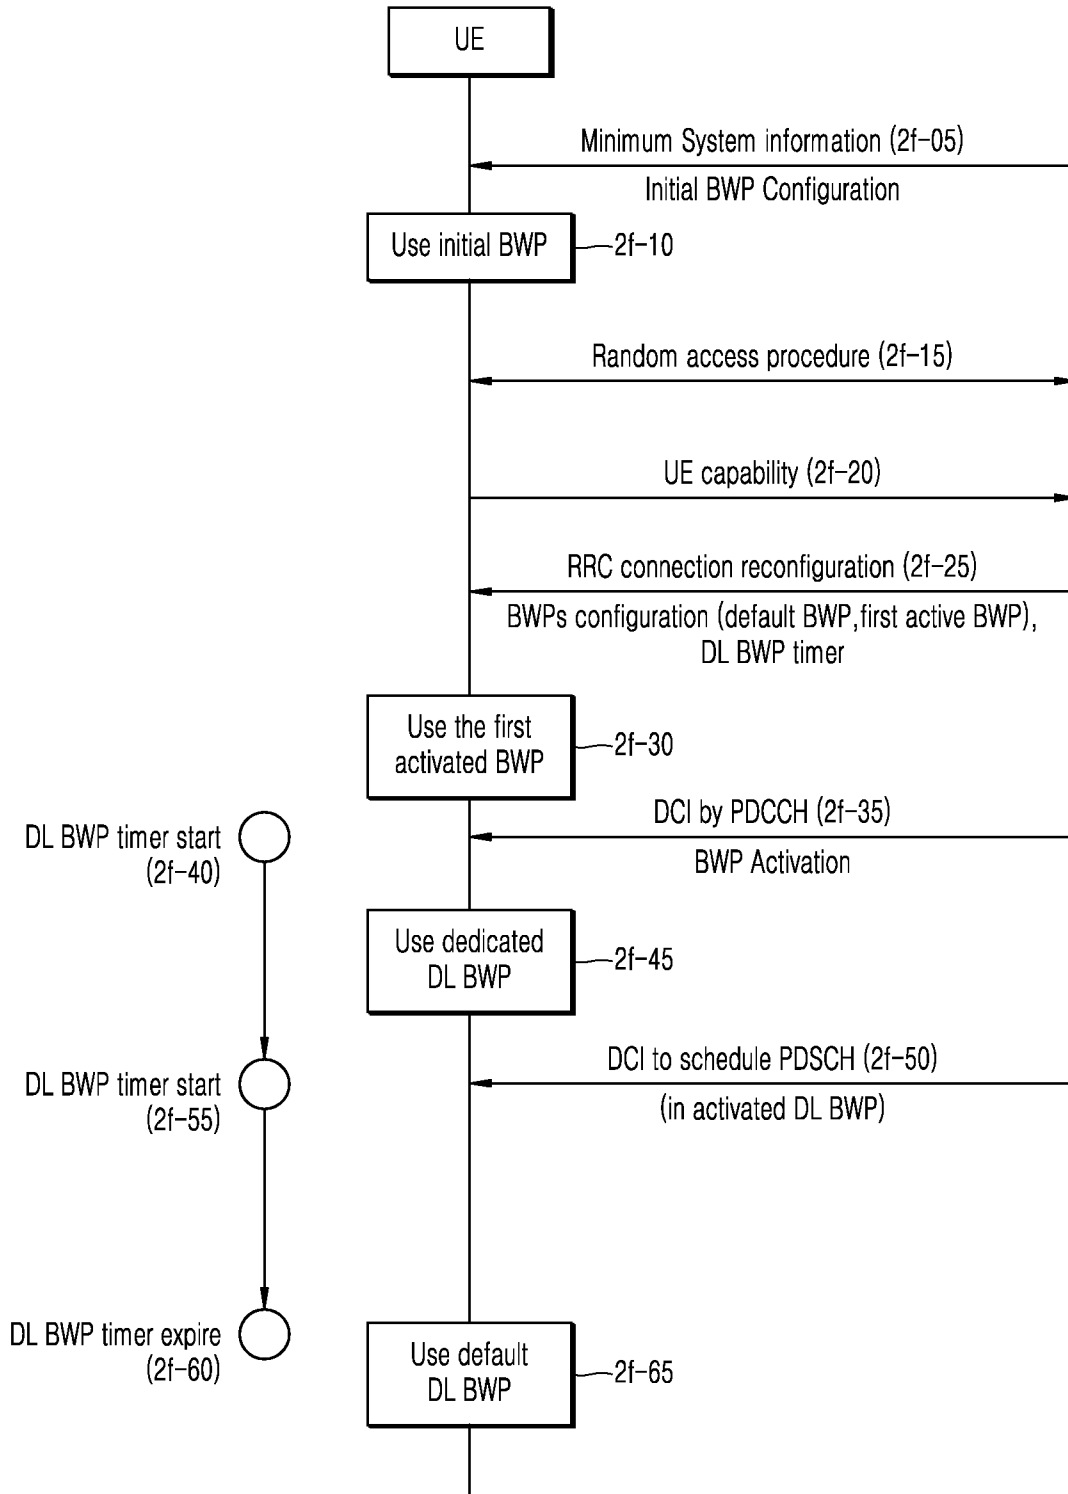 UE
Minimum System information (2f-05)
Initial BWP Configuration
Use initial BWP
2f-10
Random access procedure (2f-15)
UE capability (2f-20)
RRC connection reconfiguration (2f-25)
BWPs configuration (default BWP, first active BWP),
DL BWP timer
Use the first
activated BWP
2f-30
DCI by PDCCH (2f-35)
BWP Activation
DL BWP timer start
(2f-40)
Use dedicated
DL BWP
2f-45
DCI to schedule PDSCH (2f-50)
(in activated DL BWP)
DL BWP timer start
(2f-55)
DL BWP timer expire
(2f-60)
Use default
DL BWP
2f-65